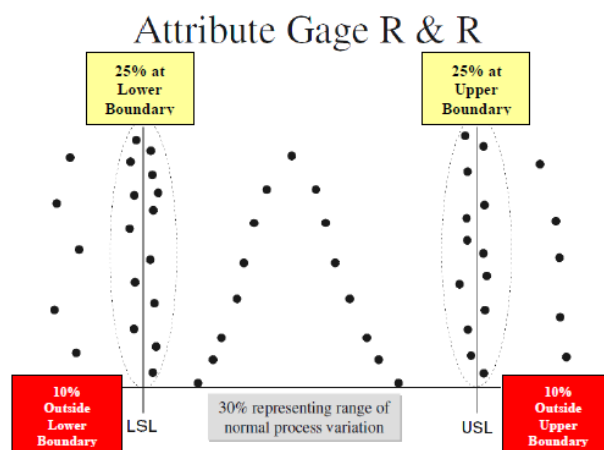 Attribute Gage R & R
25% at
Lower
Boundary
25% at
Upper
Boundary
10%
Outside
Lower
Boundary
LSL
30% representing range of
normal process variation
USL
10%
Outside
Upper
Boundary